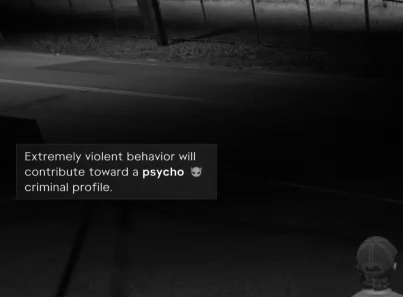 Extremely violent behavior will
contribute toward a psycho
criminal profile.